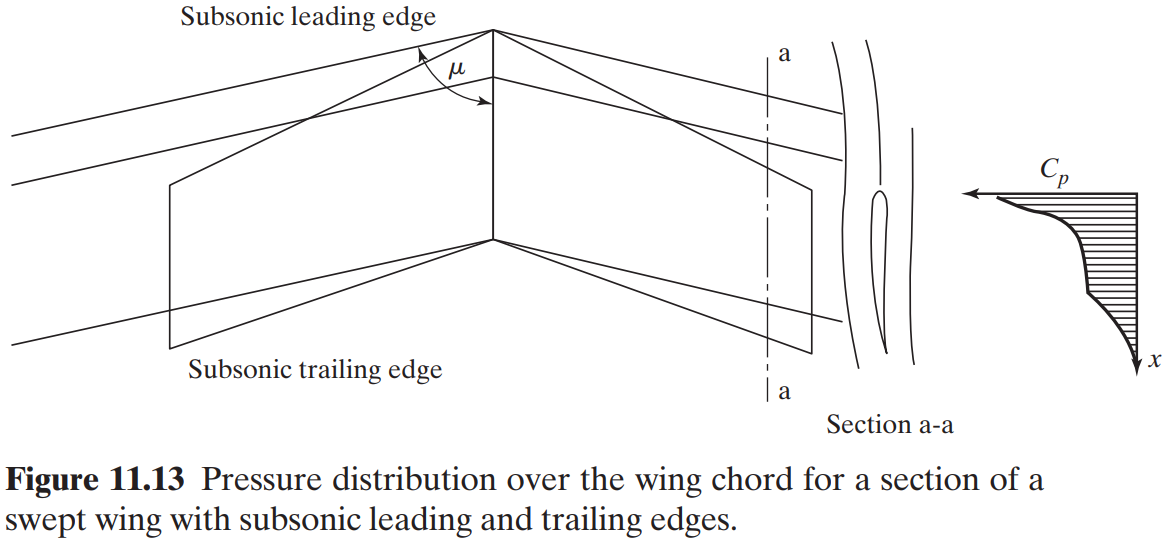 Subsonic leading edge
μ
a
C_p
x
Subsonic trailing edge
a
Section a-a
Figure 11.13 Pressure distribution over the wing chord for a section of a
swept wing with subsonic leading and trailing edges.